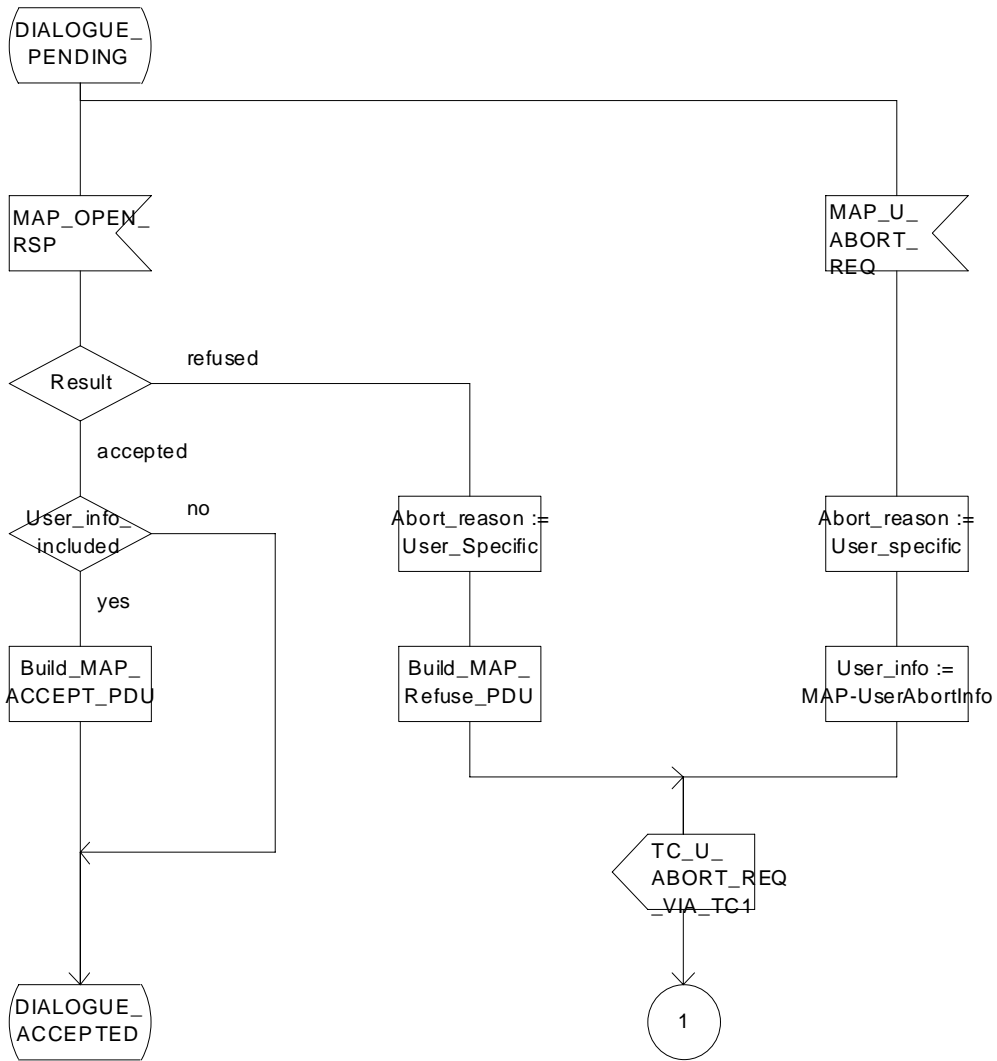 DIALOGUE_
PENDING
MAP_OPEN_
RSP
MAP_U_
ABORT_
REQ
Result
refused
accepted
User_info_
included
no
yes
Abort_reason :=
User_Specific
Abort_reason :=
User_specific
Build_MAP_
ACCEPT_PDU
Build_MAP_
Refuse_PDU
User_info :=
MAP-UserAbortInfo
TC_U_
ABORT_REQ
_VIA_TC1
DIALOGUE_
ACCEPTED
1